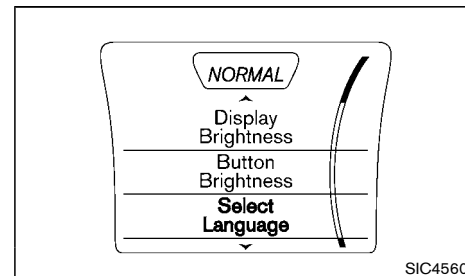 NORMAL
Display
Brightness
Button
Brightness
Select
Language
SIC4560